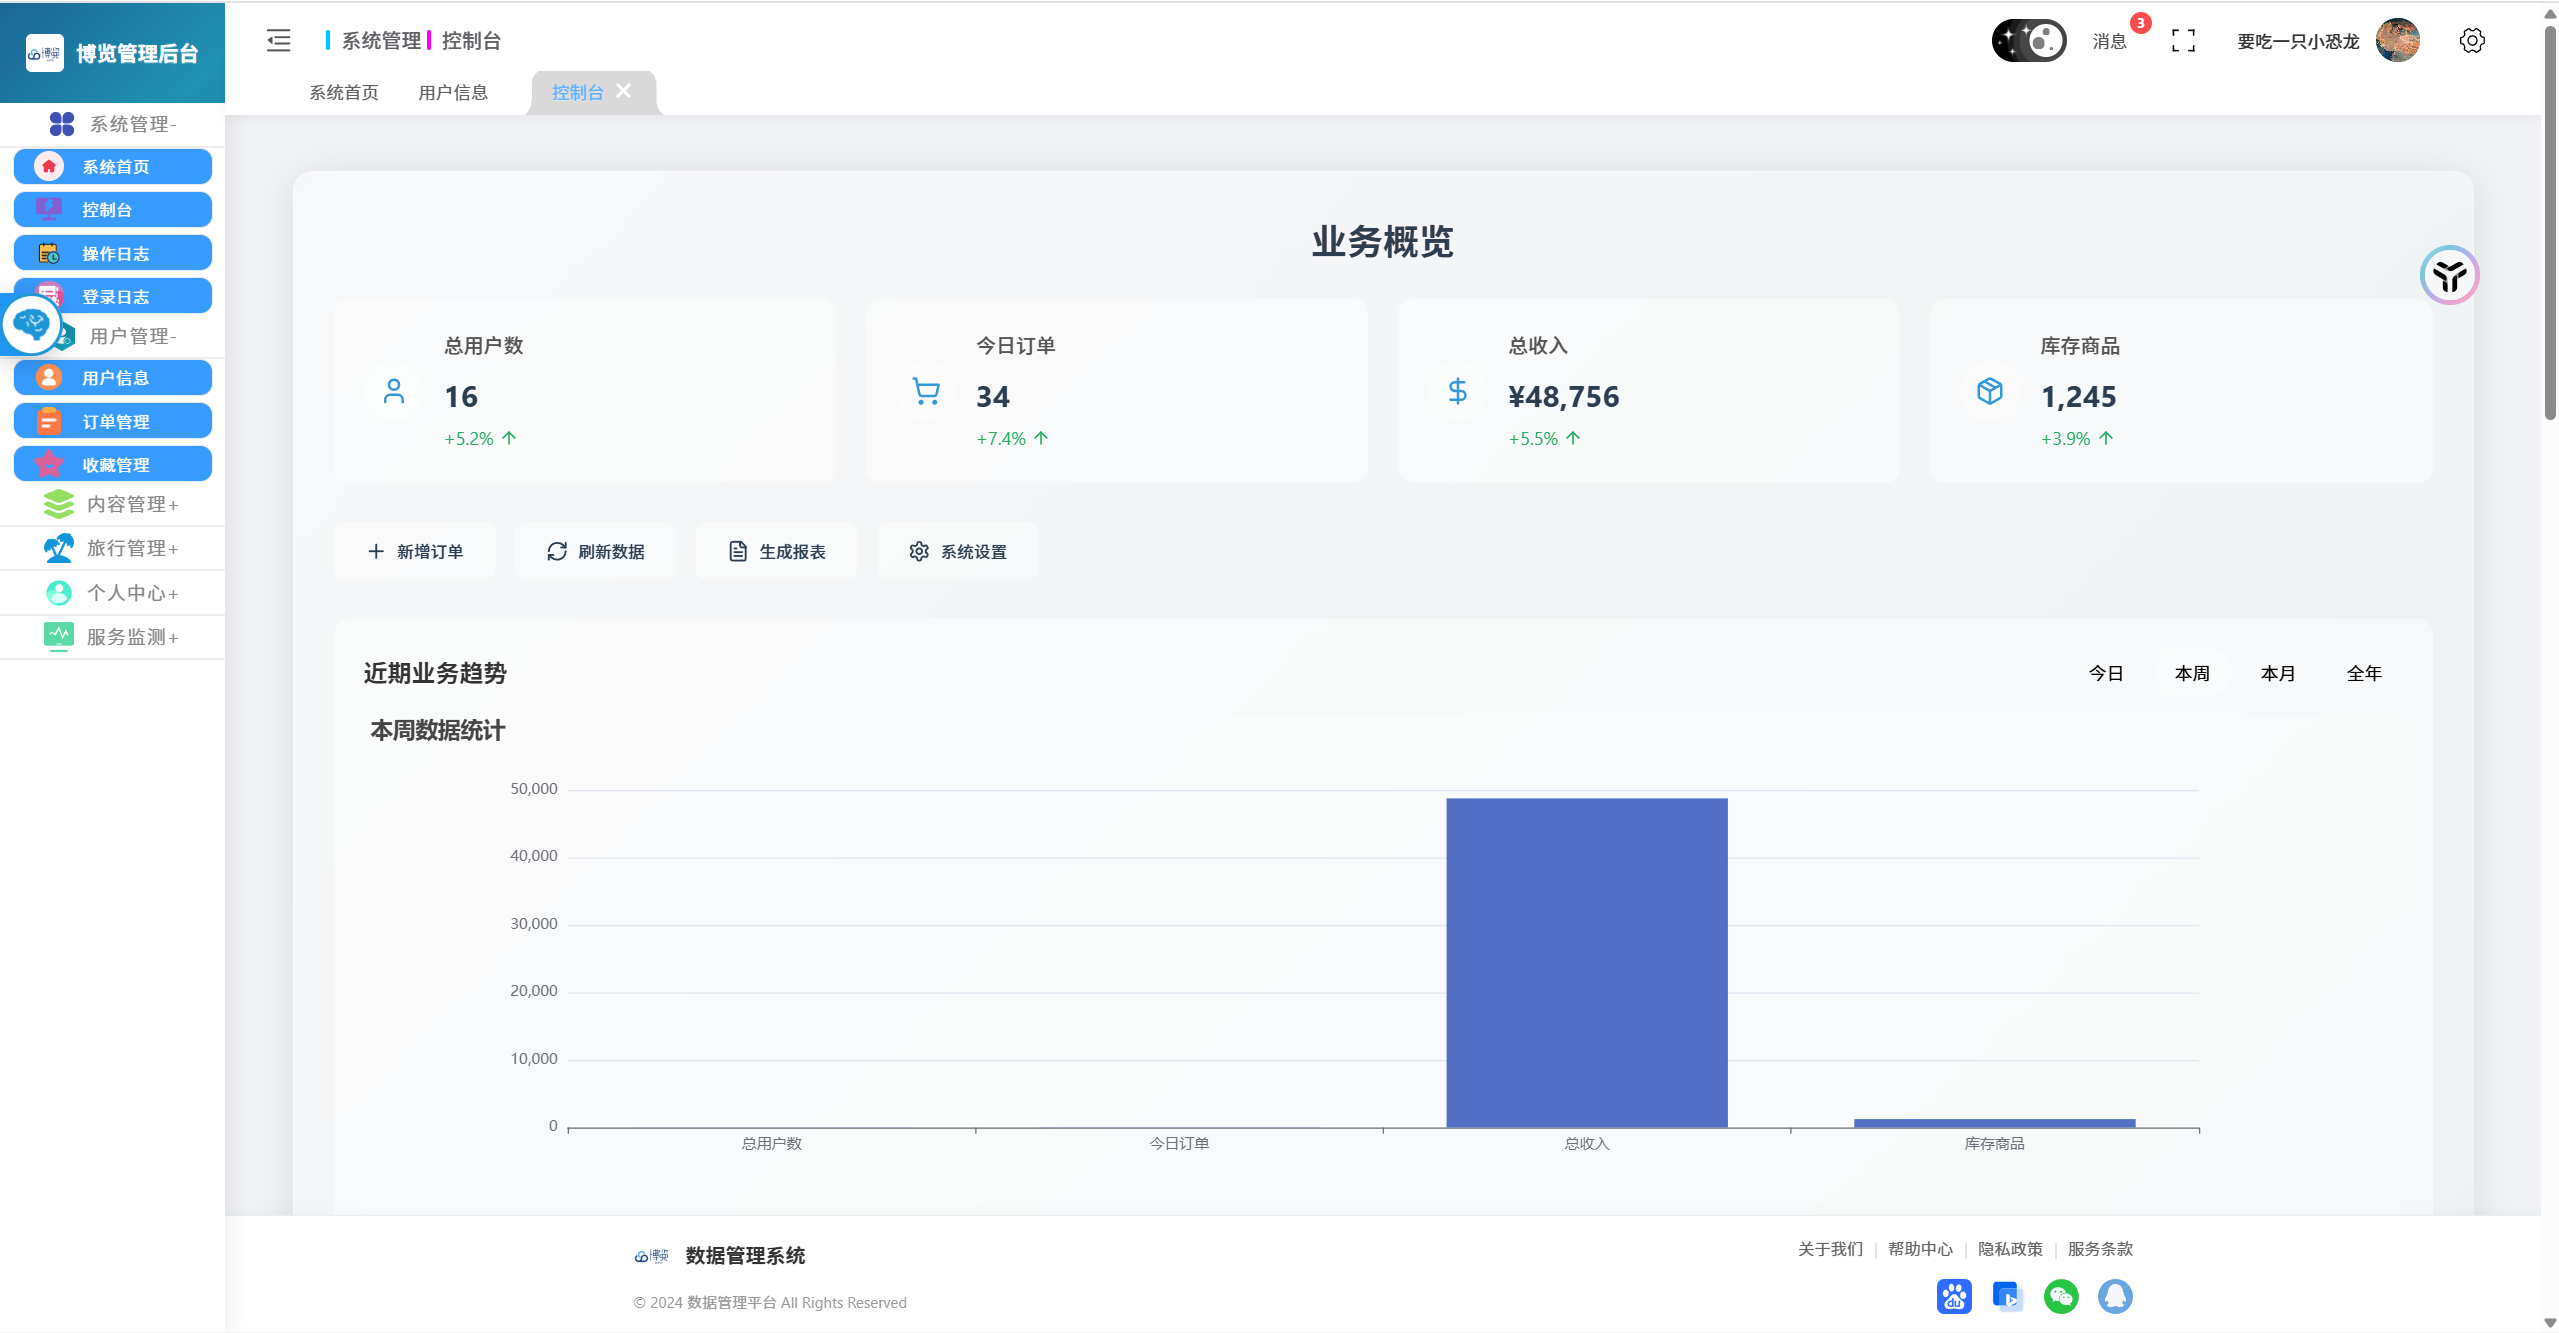 博览管理后台
系统管理 控制台
消息 3
要吃一只小恐龙
系统首页 用户信息 控制台
系统管理-
系统首页
控制台
操作日志
登录日志
用户管理-
用户信息
订单管理
收藏管理
内容管理+
旅行管理+
个人中心+
服务监测+
业务概览
总用户数
16
+5.2%
今日订单
34
+7.4%
总收入
¥48,756
+5.5%
库存商品
1,245
+3.9%
新增订单 刷新数据 生成报表 系统设置
近期业务趋势
今日 本周 本月 全年
本周数据统计
50,000
40,000
30,000
20,000
10,000
0
总用户数 今日订单 总收入 库存商品
博览 数据管理系统
© 2024 数据管理平台 All Rights Reserved
关于我们 | 帮助中心 | 隐私政策 | 服务条款
du